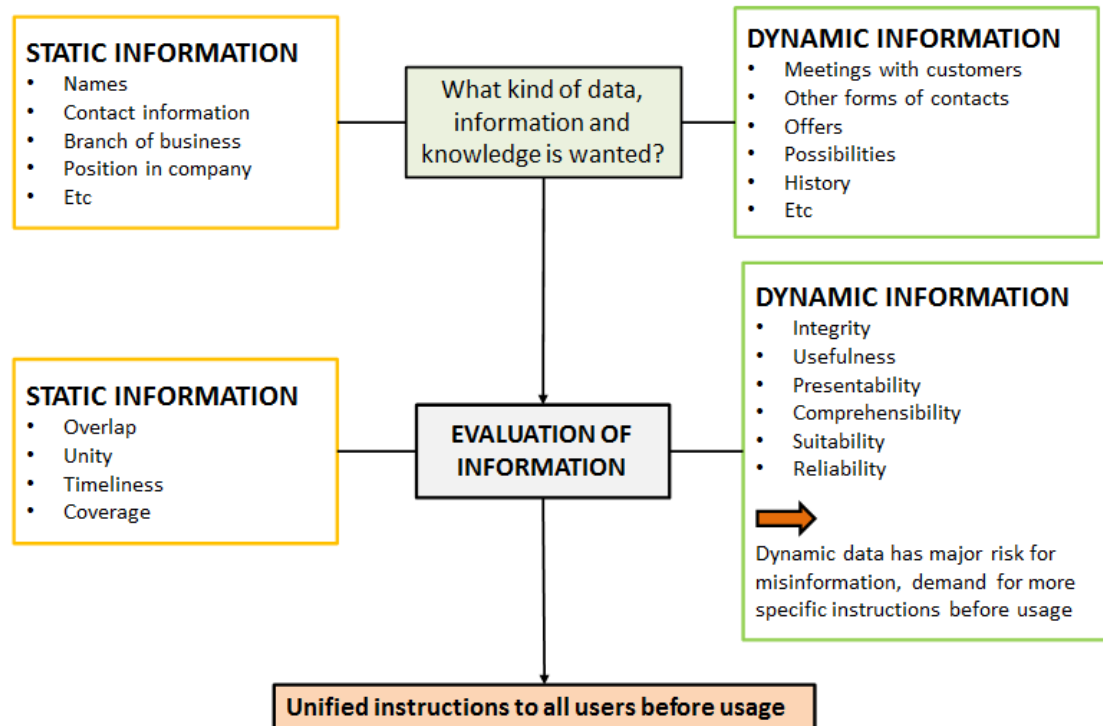 STATIC INFORMATION
• Names
• Contact information
• Branch of business
• Position in company
• Etc
What kind of data,
information and
knowledge is wanted?
DYNAMIC INFORMATION
• Meetings with customers
• Other forms of contacts
• Offers
• Possibilities
• History
• Etc
STATIC INFORMATION
• Overlap
• Unity
• Timeliness
• Coverage
EVALUATION OF
INFORMATION
DYNAMIC INFORMATION
• Integrity
• Usefulness
• Presentability
• Comprehensibility
• Suitability
• Reliability
Dynamic data has major risk for
misinformation, demand for more
specific instructions before usage
Unified instructions to all users before usage